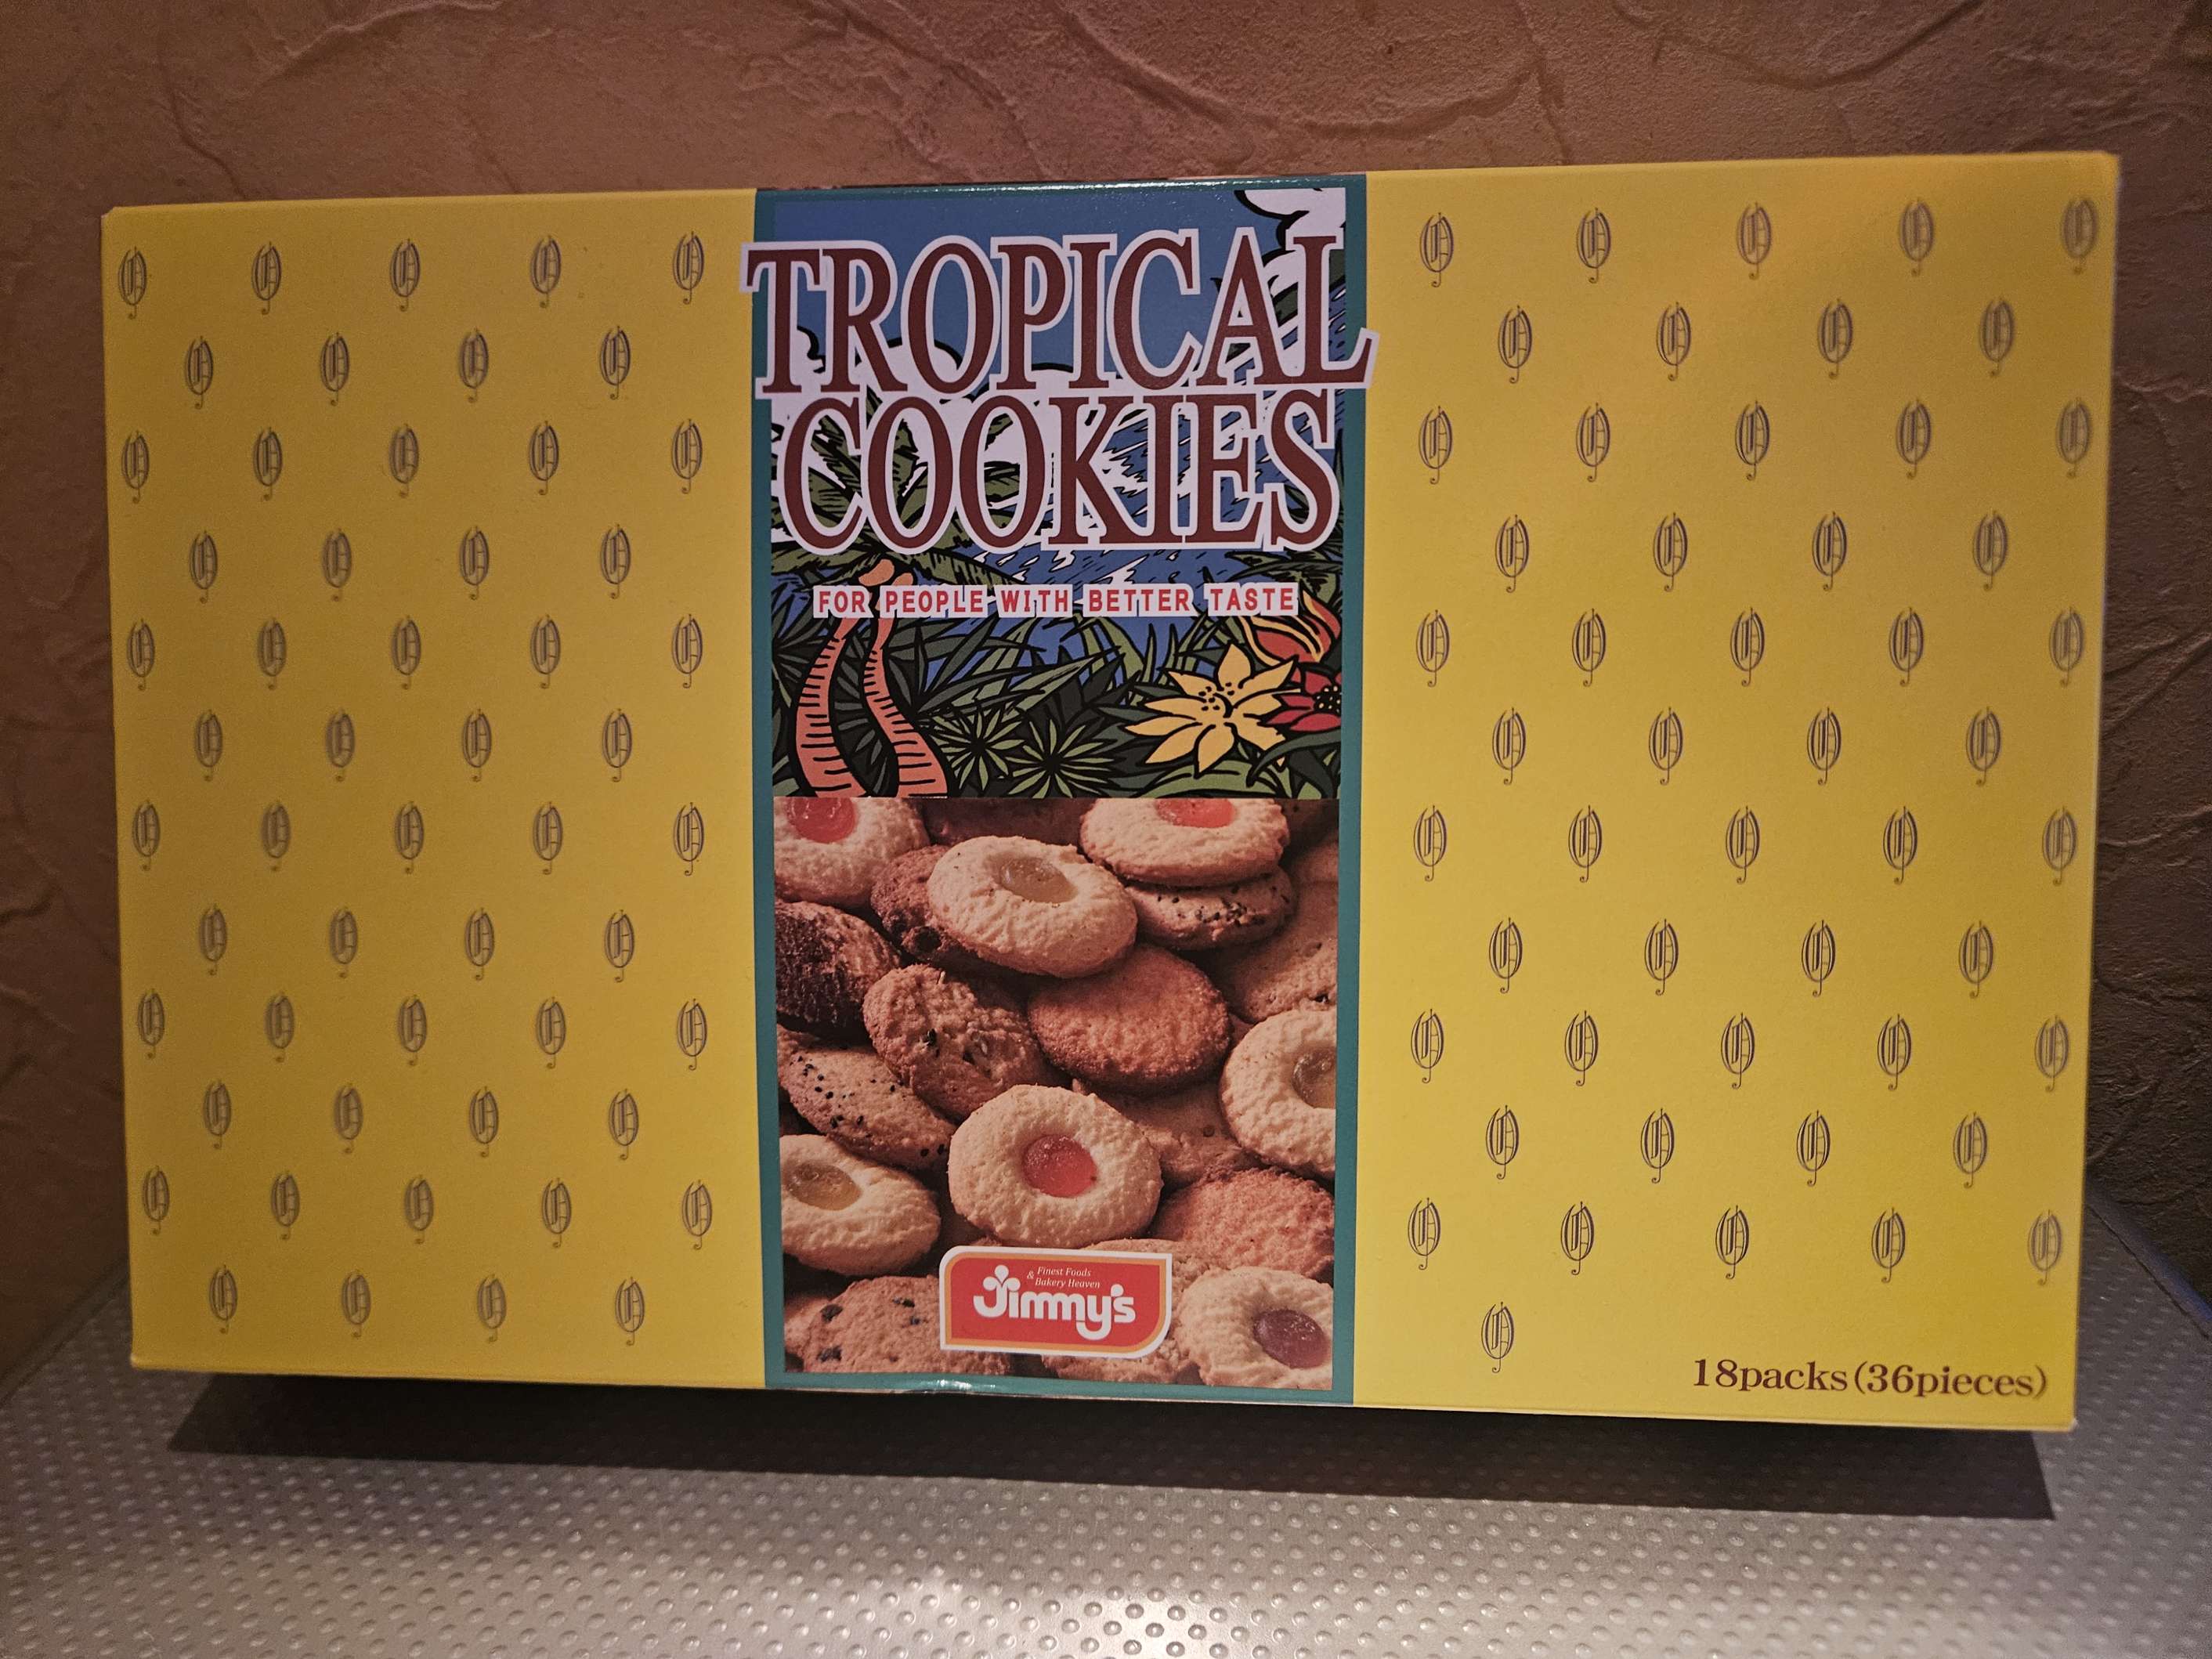 TROPICAL
COOKIES
FOR PEOPLE WITH BETTER TASTE
& Finest Foods
Bakery Heaven
Jimmy's
18packs(36pieces)